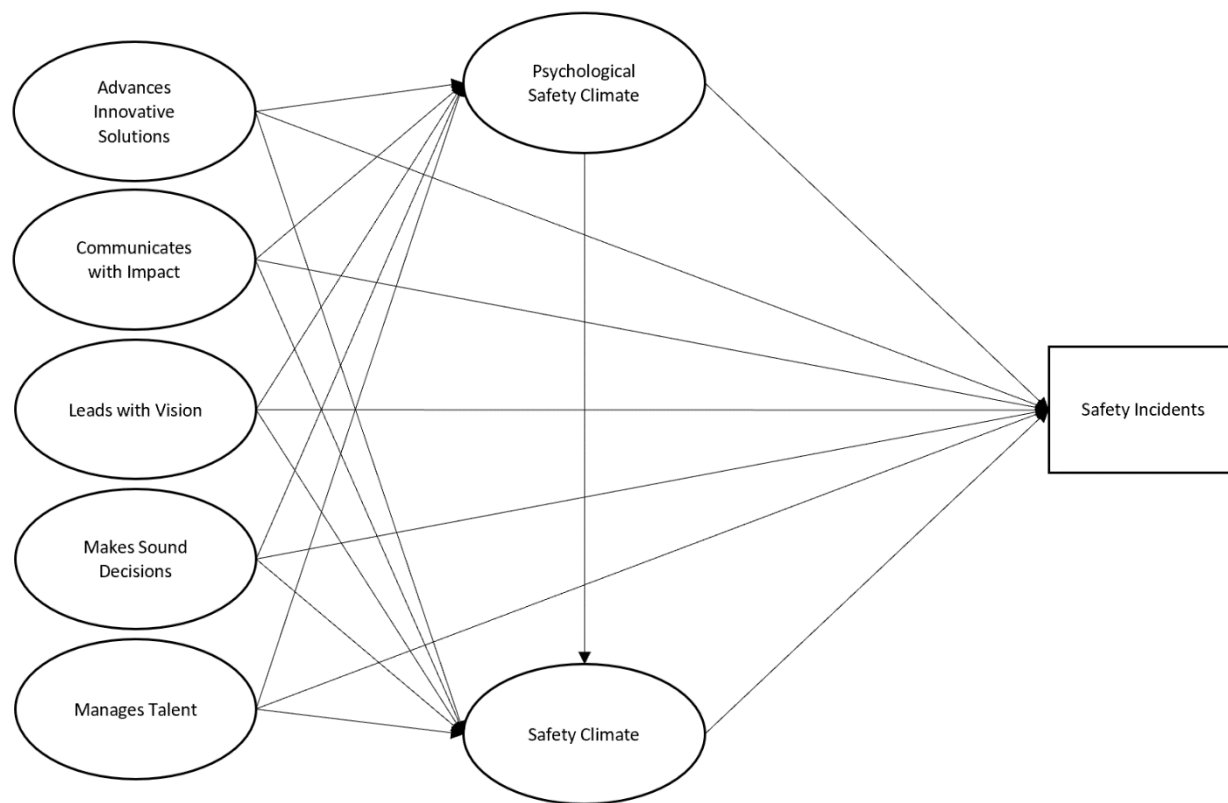 Advances
Innovative
Solutions
Communicates
with Impact
Leads with Vision
Makes Sound
Decisions
Manages Talent
Psychological
Safety Climate
Safety Climate
Safety Incidents